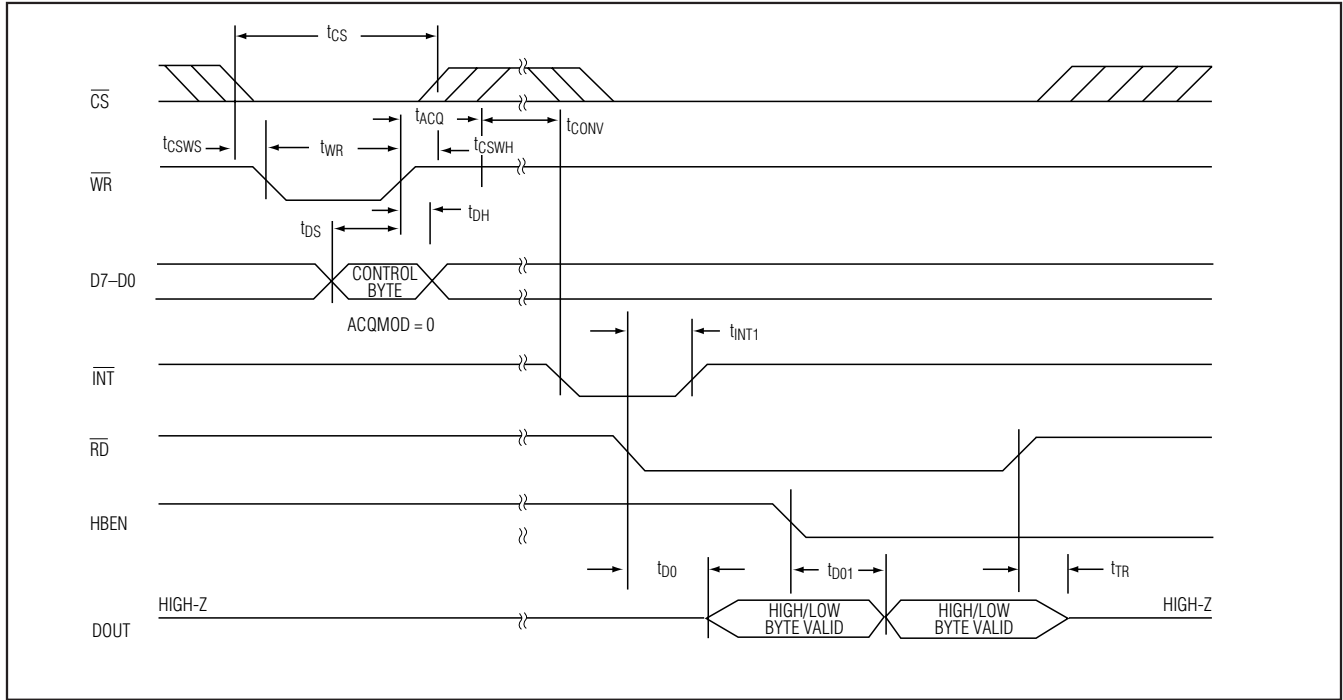 tCS
CS
tACQ
tCONV
tCSWS
tWR
tCSWH
WR
tDH
tDS
D7–D0
CONTROL
BYTE
ACQMOD = 0
tINT1
INT
RD
HBEN
tD0
tD01
tTR
HIGH-Z
HIGH/LOW
BYTE VALID
HIGH/LOW
BYTE VALID
HIGH-Z
DOUT